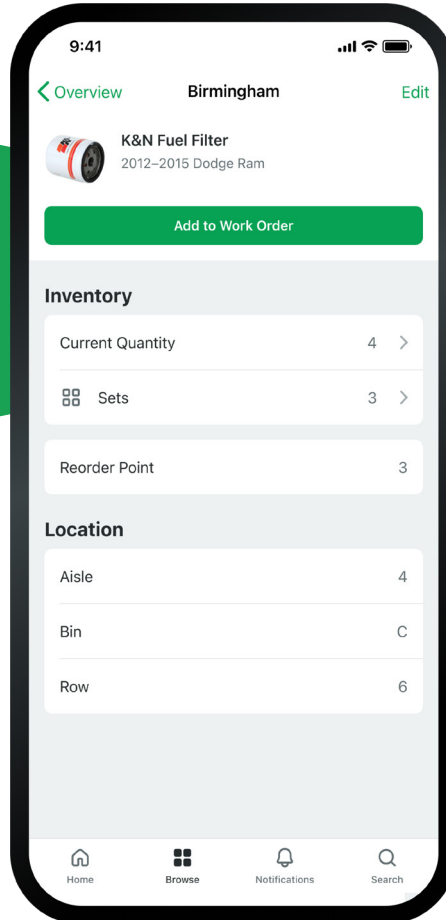 9:41
Overview
Birmingham
Edit
K&N Fuel Filter
2012–2015 Dodge Ram
Add to Work Order
Inventory
Current Quantity 4
Sets 3
Reorder Point 3
Location
Aisle 4
Bin C
Row 6
Home Browse Notifications Search